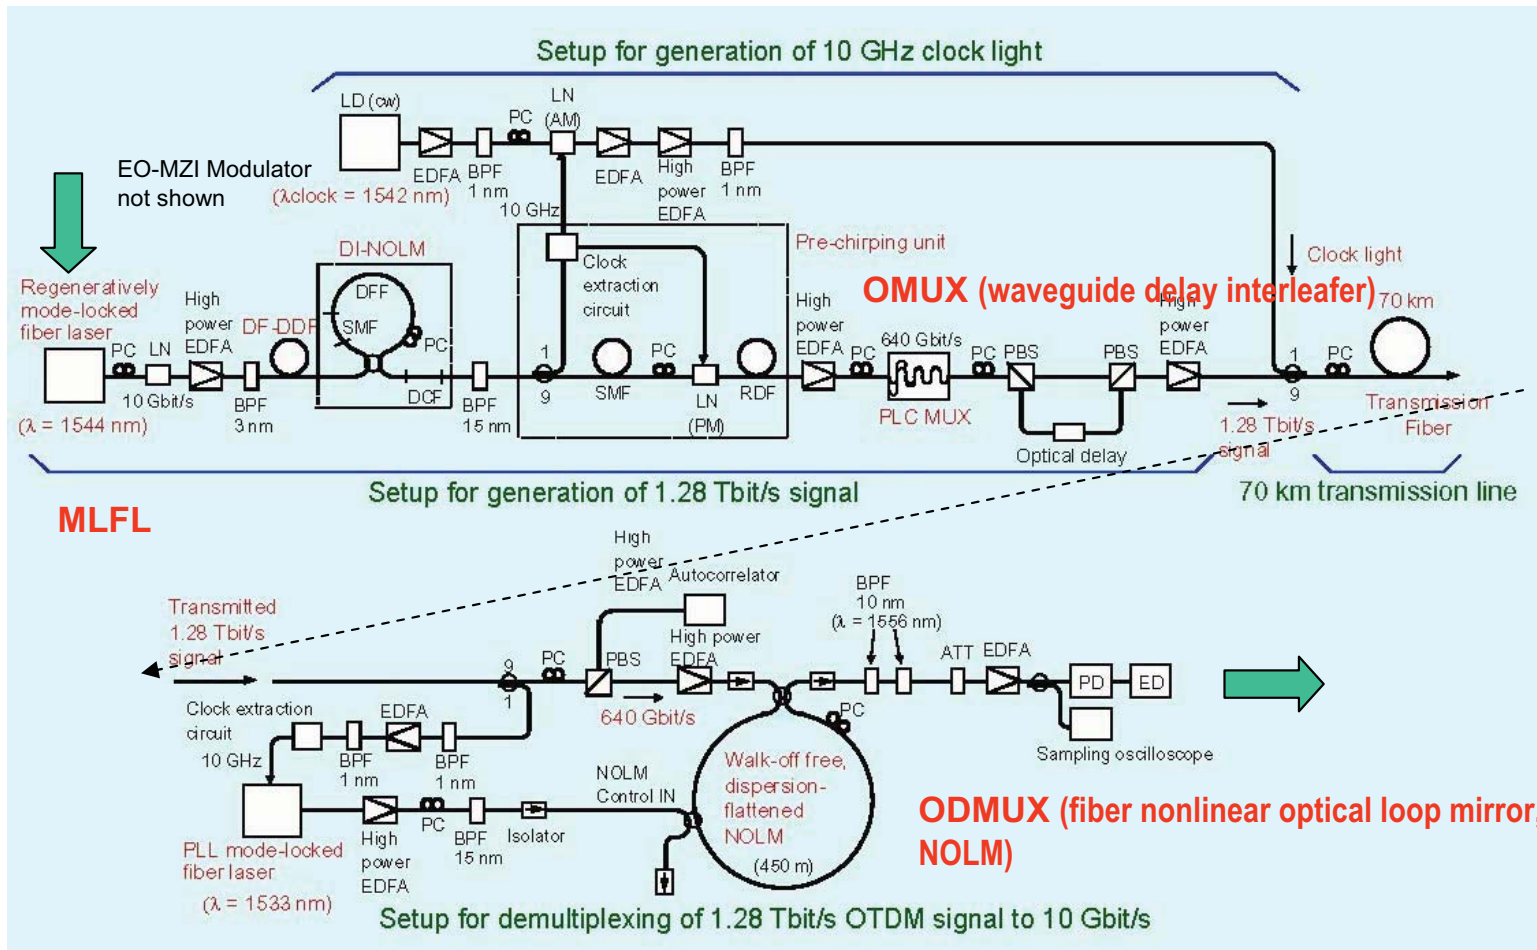 Setup for generation of 10 GHz clock light
LD (cw)
PC
LN
(AM)
EDFA
BPF
1 nm
EDFA
High
power
EDFA
BPF
1 nm
(λclock = 1542 nm)
10 GHz
EO-MZI Modulator
not shown
Regeneratively
mode-locked
fiber laser
PC
LN
High
power
EDFA
10 Gbit/s
BPF
3 nm
(λ = 1544 nm)
DF-DDF
DI-NOLM
DFF
SMF
PC
DCF
BPF
15 nm
1
9
Clock
extraction
circuit
Pre-chirping unit
SMF
PC
LN
(PM)
RDF
OMUX (waveguide delay interleafer)
High
power
EDFA
PC
640 Gbit/s
PLC MUX
PC
PBS
PBS
Optical delay
High
power
EDFA
Clock light
1
9
PC
70 km
1.28 Tbit/s
signal
Transmission
Fiber
Setup for generation of 1.28 Tbit/s signal
70 km transmission line
MLFL
Transmitted
1.28 Tbit/s
signal
9
1
PC
PBS
High
power
EDFA
Autocorrelator
640 Gbit/s
High power
EDFA
BPF
10 nm
(λ = 1556 nm)
ATT
EDFA
PD
ED
Sampling oscilloscope
PC
Clock extraction
circuit
10 GHz
BPF
1 nm
EDFA
BPF
1 nm
PLL mode-locked
fiber laser
(λ = 1533 nm)
High
power
EDFA
PC
BPF
15 nm
Isolator
NOLM
Control IN
Walk-off free,
dispersion-
flattened
NOLM
(450 m)
ODMUX (fiber nonlinear optical loop mirror,
NOLM)
Setup for demultiplexing of 1.28 Tbit/s OTDM signal to 10 Gbit/s